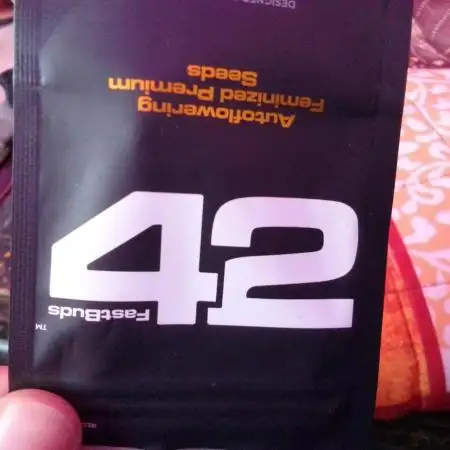 FastBuds
TM
42
Autoflowering
Feminized Premium
Seeds